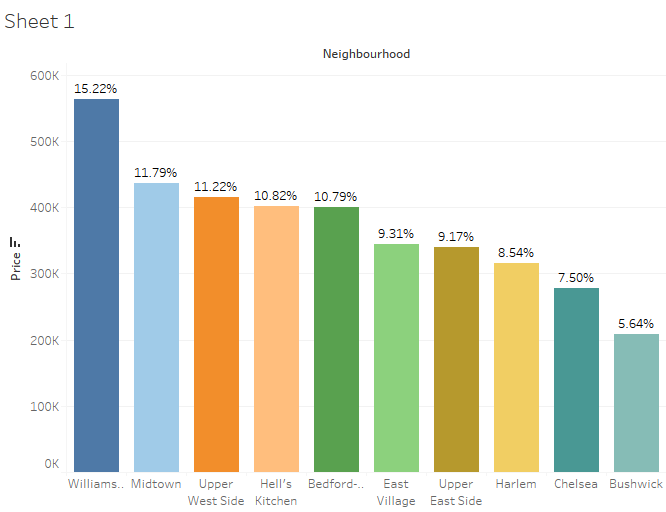 Sheet 1
Neighbourhood
600K
500K
400K
300K
200K
100K
0K
Price
15.22%
11.79%
11.22%
10.82%
10.79%
9.31%
9.17%
8.54%
7.50%
5.64%
Williams..
Midtown
Upper
West Side
Hell's
Kitchen
Bedford-..
East
Village
Upper
East Side
Harlem
Chelsea
Bushwick